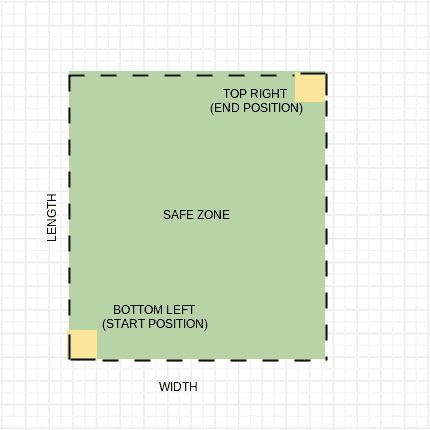 TOP RIGHT
(END POSITION)
LENGTH
SAFE ZONE
BOTTOM LEFT
(START POSITION)
WIDTH